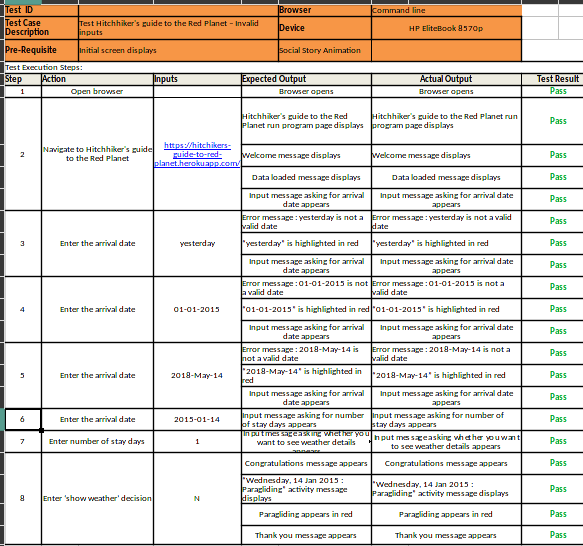 Test ID
Browser
Command line
Test Case
Description
Test Hitchhiker's guide to the Red Planet – Invalid
inputs
Device
HP EliteBook 8570p
Pre-Requisite
Initial screen displays
Social Story Animation
Test Execution Steps:
Step
Action
Inputs
Expected Output
Actual Output
Test Result
1
Open browser
Browser opens
Browser opens
Pass
2
Navigate to Hitchhiker's guide
to the Red Planet
https://hitchikers-
guide-to-red-
planet.herokuapp.com/
Hitchhiker's guide to the Red
Planet run program page displays
Hitchhiker's guide to the Red Planet run
program page displays
Pass
Welcome message displays
Welcome message displays
Pass
Data loaded message displays
Data loaded message displays
Pass
Input message asking for arrival
date appears
Input message asking for arrival date
appears
Pass
3
Enter the arrival date
yesterday
Error message : yesterday is not a
valid date
Error message : yesterday is not a valid
date
Pass
"yesterday" is highlighted in red
"yesterday" is highlighted in red
Pass
Input message asking for arrival
date appears
Input message asking for arrival date
appears
Pass
4
Enter the arrival date
01-01-2015
Error message : 01-01-2015 is not
a valid date
Error message : 01-01-2015 is not a
valid date
Pass
"01-01-2015" is highlighted in red
"01-01-2015" is highlighted in red
Pass
Input message asking for arrival
date appears
Input message asking for arrival date
appears
Pass
5
Enter the arrival date
2018-May-14
Error message : 2018-May-14 is
not a valid date
Error message : 2018-May-14 is not a
valid date
Pass
"2018-May-14" is highlighted in
red
"2018-May-14" is highlighted in red
Pass
Input message asking for arrival
date appears
Input message asking for arrival date
appears
Pass
6
Enter the arrival date
2015-01-14
Input message asking for number
of stay days appears
Input message asking for number of
stay days appears
Pass
7
Enter number of stay days
1
Input message asking whether you
want to see weather details
appears
Input message asking whether you want
to see weather details appears
Pass
8
Enter 'show weather' decision
N
Congratulations message appears
Congratulations message appears
Pass
"Wednesday, 14 Jan 2015 :
Paragliding" activity message
displays
"Wednesday, 14 Jan 2015 :
Paragliding" activity message displays
Pass
Paragliding appears in red
Paragliding appears in red
Pass
Thank you message appears
Thank you message appears
Pass